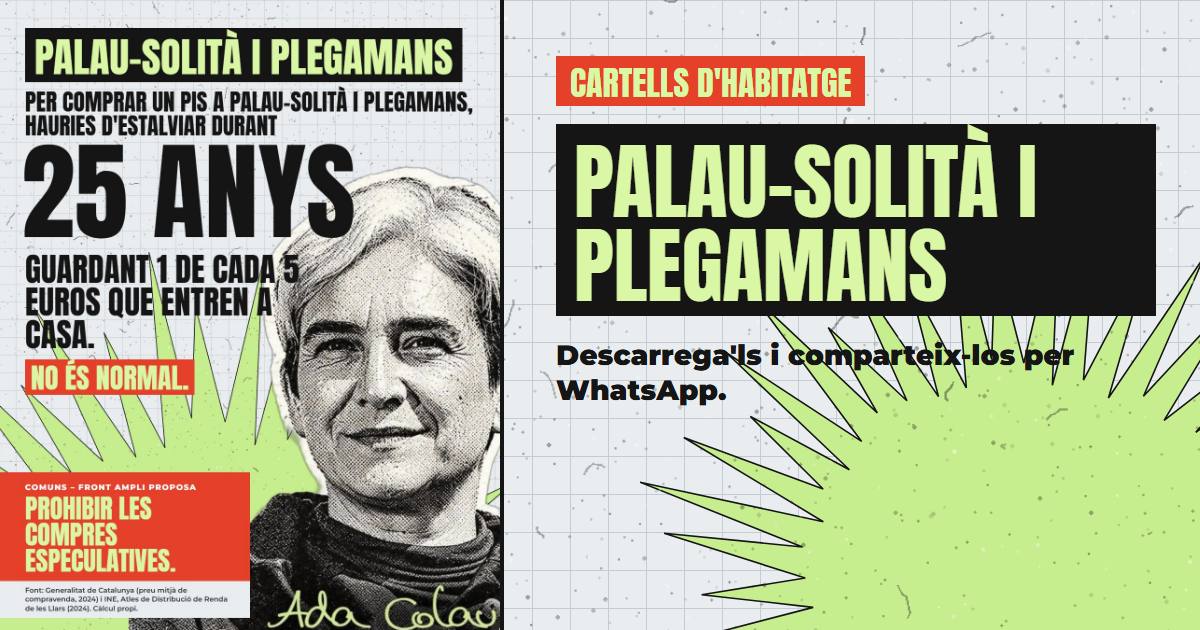 PALAU-SOLITÀ I PLEGAMANS
PER COMPRAR UN PIS A PALAU-SOLITÀ I PLEGAMANS,
HAURIES D'ESTALVIAR DURANT
25 ANYS
GUARDANT 1 DE CADA 5
EUROS QUE ENTREN A
CASA.
NO ÉS NORMAL.
COMUNS – FRONT AMPLI PROPOSA
PROHIBIR LES
COMPRES
ESPECULATIVES.
Font: Generalitat de Catalunya (preu mitjà de
compravenda, 2024) i INE, Atles de Distribució de Renda
de les Llars (2024). Càlcul propi.
Ada Colau
CARTELLS D'HABITATGE
PALAU-SOLITÀ I
PLEGAMANS
Descarrega'ls i comparteix-los per
WhatsApp.